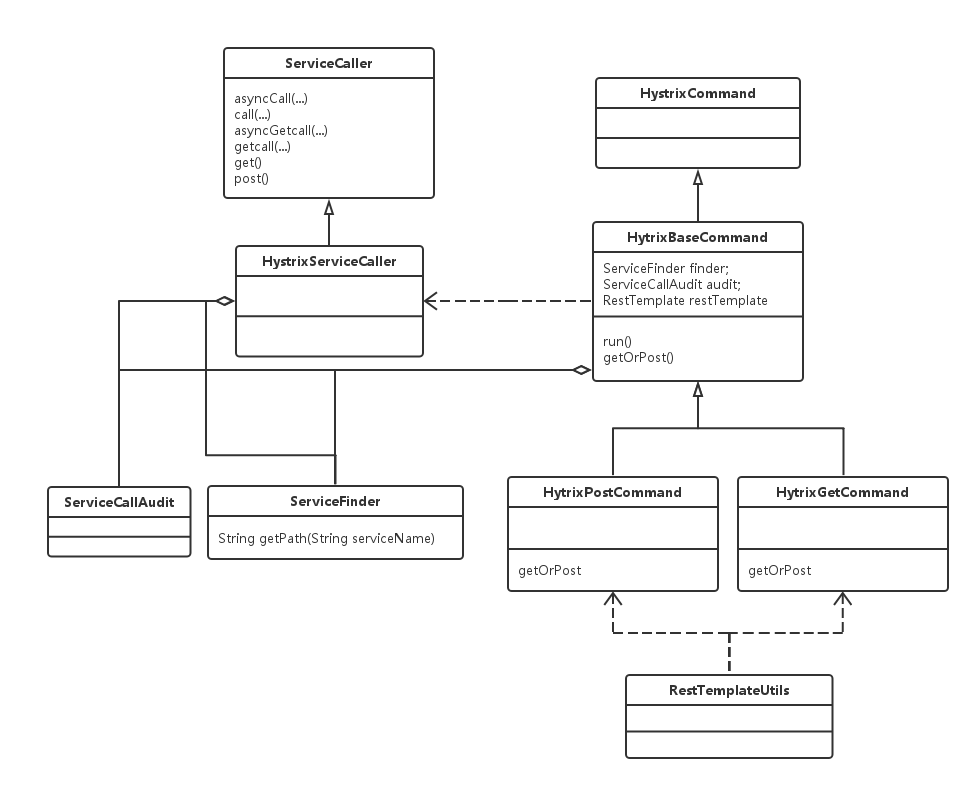 ServiceCaller
asyncCall(...)
call(...)
asyncGetcall(...)
getcall(...)
get()
post()
HystrixCommand
HytrixBaseCommand
ServiceFinder finder;
ServiceCallAudit audit;
RestTemplate restTemplate
run()
getOrPost()
HystrixServiceCaller
ServiceCallAudit
ServiceFinder
String getPath(String serviceName)
HytrixPostCommand
getOrPost
HytrixGetCommand
getOrPost
RestTemplateUtils